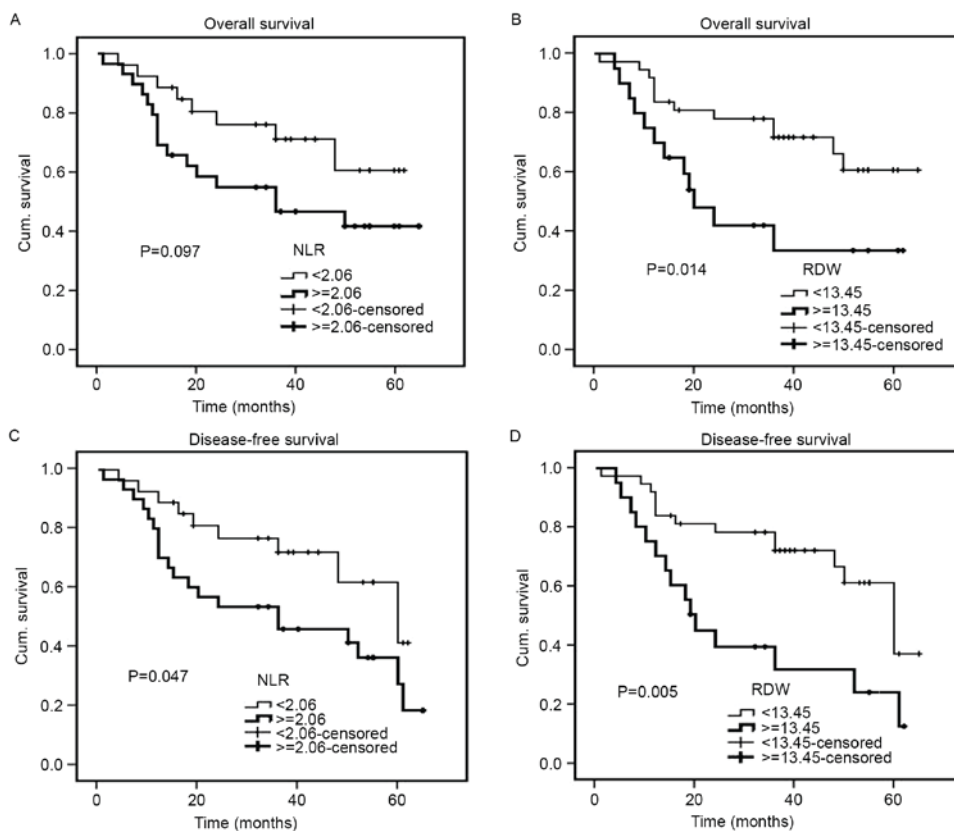 A
Overall survival
1.0
0.8
0.6
0.4
0.2
0.0
Cum. survival
P=0.097
NLR
<2.06
>=2.06
<2.06-censored
>=2.06-censored
0
20
40
60
Time (months)
B
Overall survival
1.0
0.8
0.6
0.4
0.2
0.0
Cum. survival
P=0.014
RDW
<13.45
>=13.45
<13.45-censored
>=13.45-censored
0
20
40
60
Time (months)
C
Disease-free survival
1.0
0.8
0.6
0.4
0.2
0.0
Cum. survival
P=0.047
NLR
<2.06
>=2.06
<2.06-censored
>=2.06-censored
0
20
40
60
Time (months)
D
Disease-free survival
1.0
0.8
0.6
0.4
0.2
0.0
Cum. survival
P=0.005
RDW
<13.45
>=13.45
<13.45-censored
>=13.45-censored
0
20
40
60
Time (months)